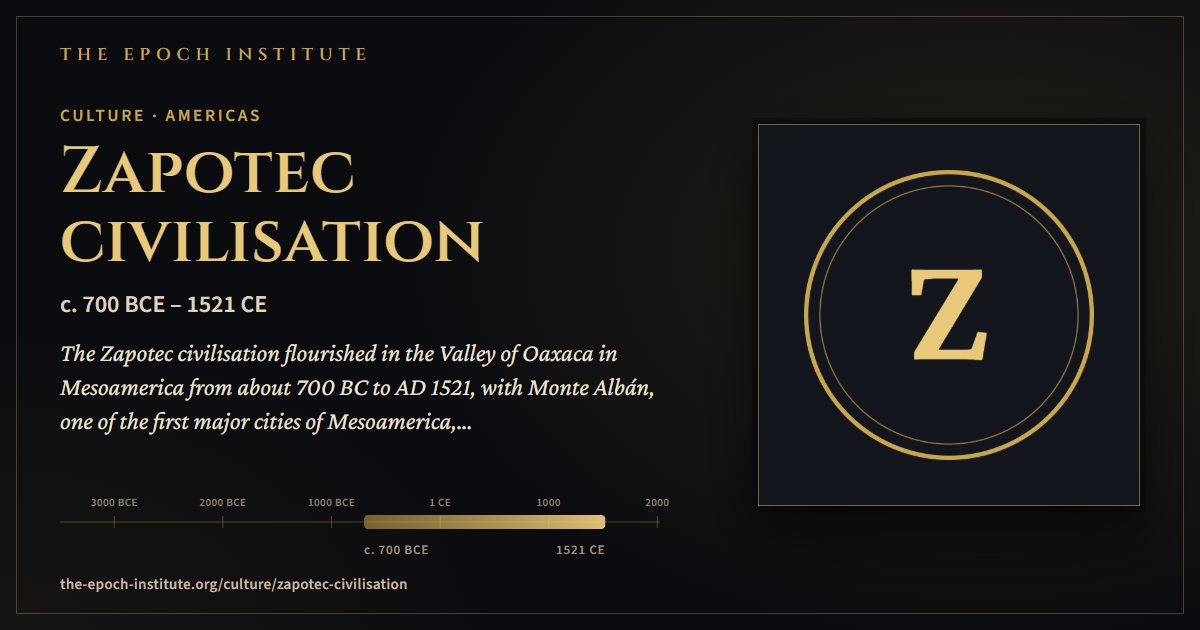 THE EPOCH INSTITUTE
CULTURE · AMERICAS
Zapotec
civilisation
c. 700 BCE – 1521 CE
The Zapotec civilisation flourished in the Valley of Oaxaca in
Mesoamerica from about 700 BC to AD 1521, with Monte Albán,
one of the first major cities of Mesoamerica,...
Z
3000 BCE 2000 BCE 1000 BCE 1 CE 1000 2000
c. 700 BCE 1521 CE
the-epoch-institute.org/culture/zapotec-civilisation